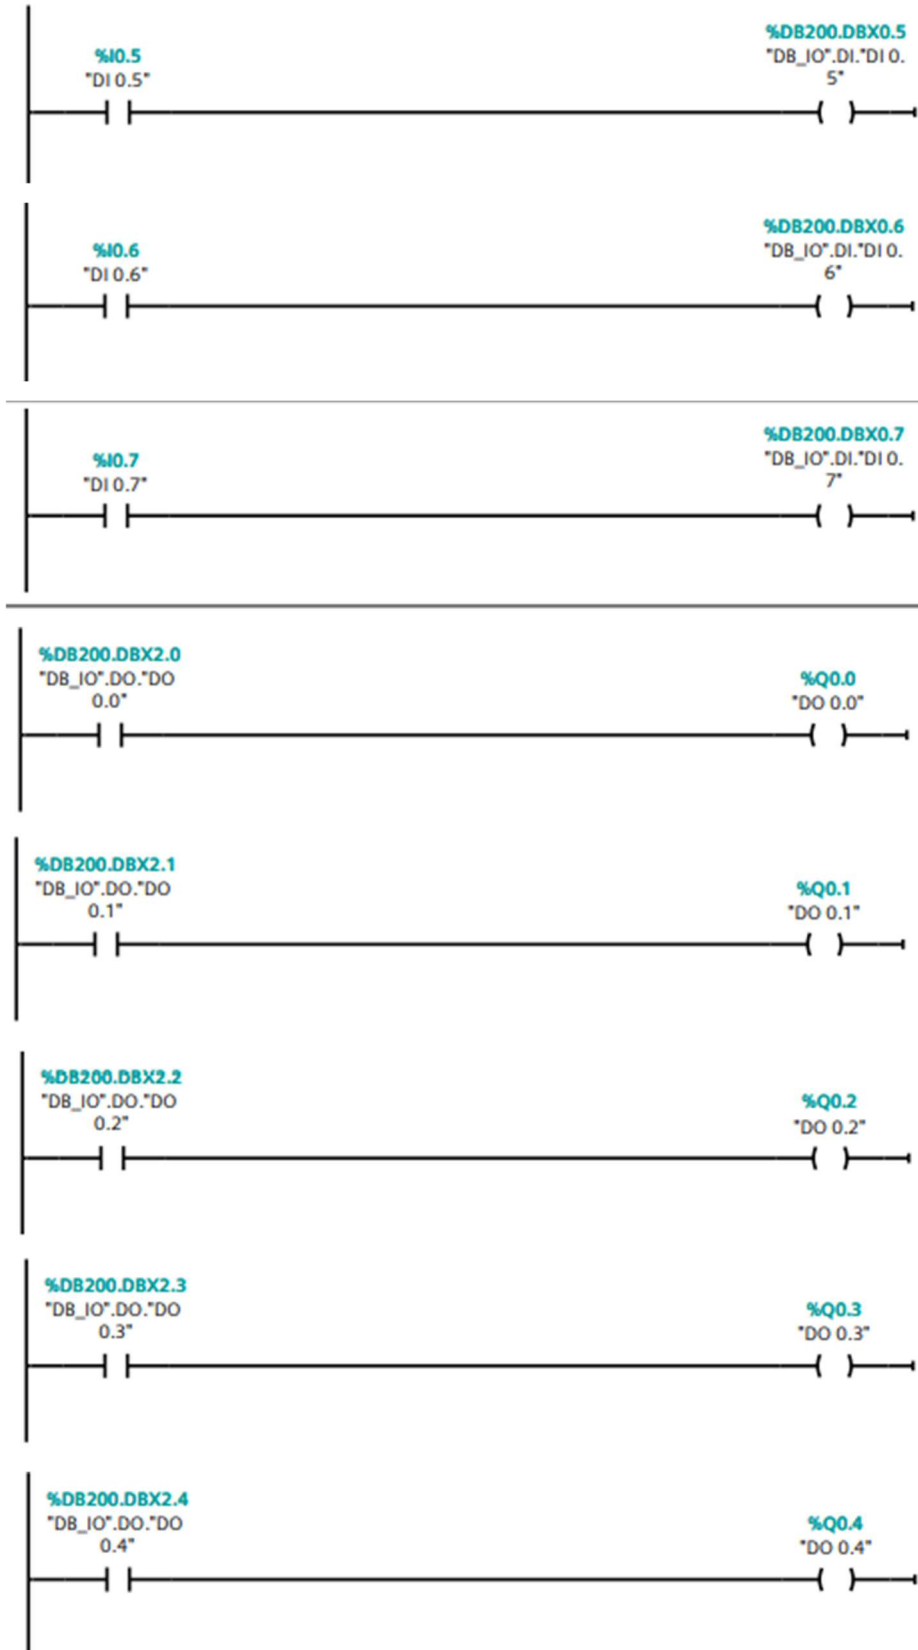 %I0.5
"DI 0.5"
%DB200.DBX0.5
"DB_IO".DI."DI 0.
5"
%I0.6
"DI 0.6"
%DB200.DBX0.6
"DB_IO".DI."DI 0.
6"
%I0.7
"DI 0.7"
%DB200.DBX0.7
"DB_IO".DI."DI 0.
7"
%DB200.DBX2.0
"DB_IO".DO."DO
0.0"
%Q0.0
"DO 0.0"
%DB200.DBX2.1
"DB_IO".DO."DO
0.1"
%Q0.1
"DO 0.1"
%DB200.DBX2.2
"DB_IO".DO."DO
0.2"
%Q0.2
"DO 0.2"
%DB200.DBX2.3
"DB_IO".DO."DO
0.3"
%Q0.3
"DO 0.3"
%DB200.DBX2.4
"DB_IO".DO."DO
0.4"
%Q0.4
"DO 0.4"